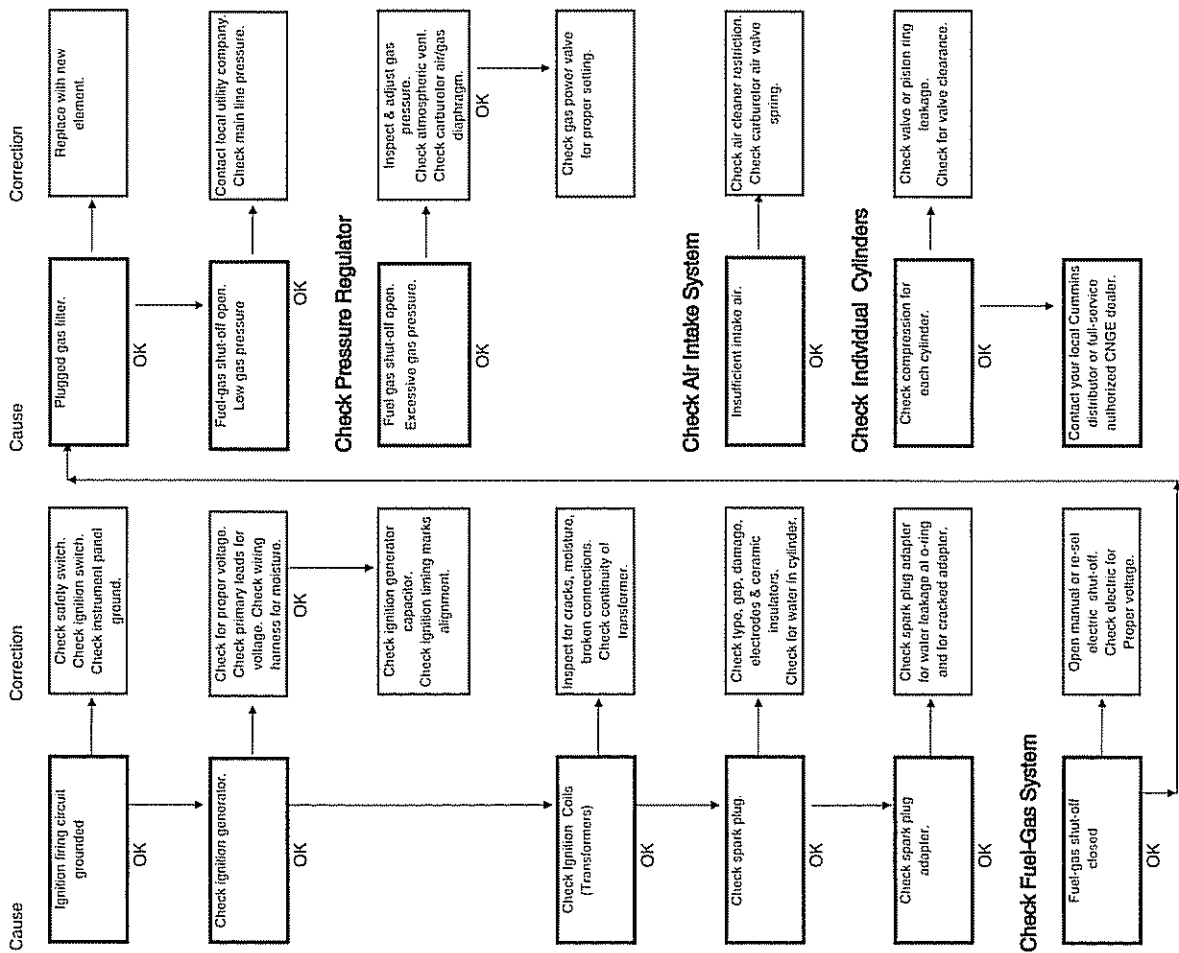 Cause
Correction
Ignition firing circuit
grounded
Check safety switch.
Check ignition switch.
Check instrument panel
ground.
OK
Check ignition generator.
Check for proper voltage.
Check primary leads for
voltage. Check wiring
harness for moisture.
OK
OK
Check ignition generator
capacitor.
Check ignition timing marks
alignment.
Check Ignition Coils
(Transformers)
Inspect for cracks, moisture,
broken connections.
Check continuity of
transformer.
OK
Check spark plug.
Check type, gap, damage,
electrodes & ceramic
insulators.
Check for water in cylinder.
OK
Check spark plug
adapter.
Check spark plug adapter
for water leakage at o-ring
and for cracked adapter.
OK
Check Fuel-Gas System
Fuel-gas shut-off
closed
Open manual or re-set
electric shut-off.
Check electric for
Proper voltage.
OK
Cause
Correction
Plugged gas filter.
Replace with new
element.
OK
Fuel-gas shut-off open.
Low gas pressure
Contact local utility company.
Check main line pressure.
OK
Check Pressure Regulator
Fuel gas shut-off open.
Excessive gas pressure.
Inspect & adjust gas
pressure.
Check atmospheric vent.
Check carburetor air/gas
diaphragm.
OK
OK
Check gas power valve
for proper setting.
Check Air Intake System
Insufficient intake air.
Check air cleaner restriction.
Check carburetor air valve
spring.
OK
Check Individual Cylinders
Check compression for
each cylinder.
Check valve or piston ring
leakage.
Check for valve clearance.
OK
Contact your local Cummins
distributor or full-service
authorized CNGE dealer.